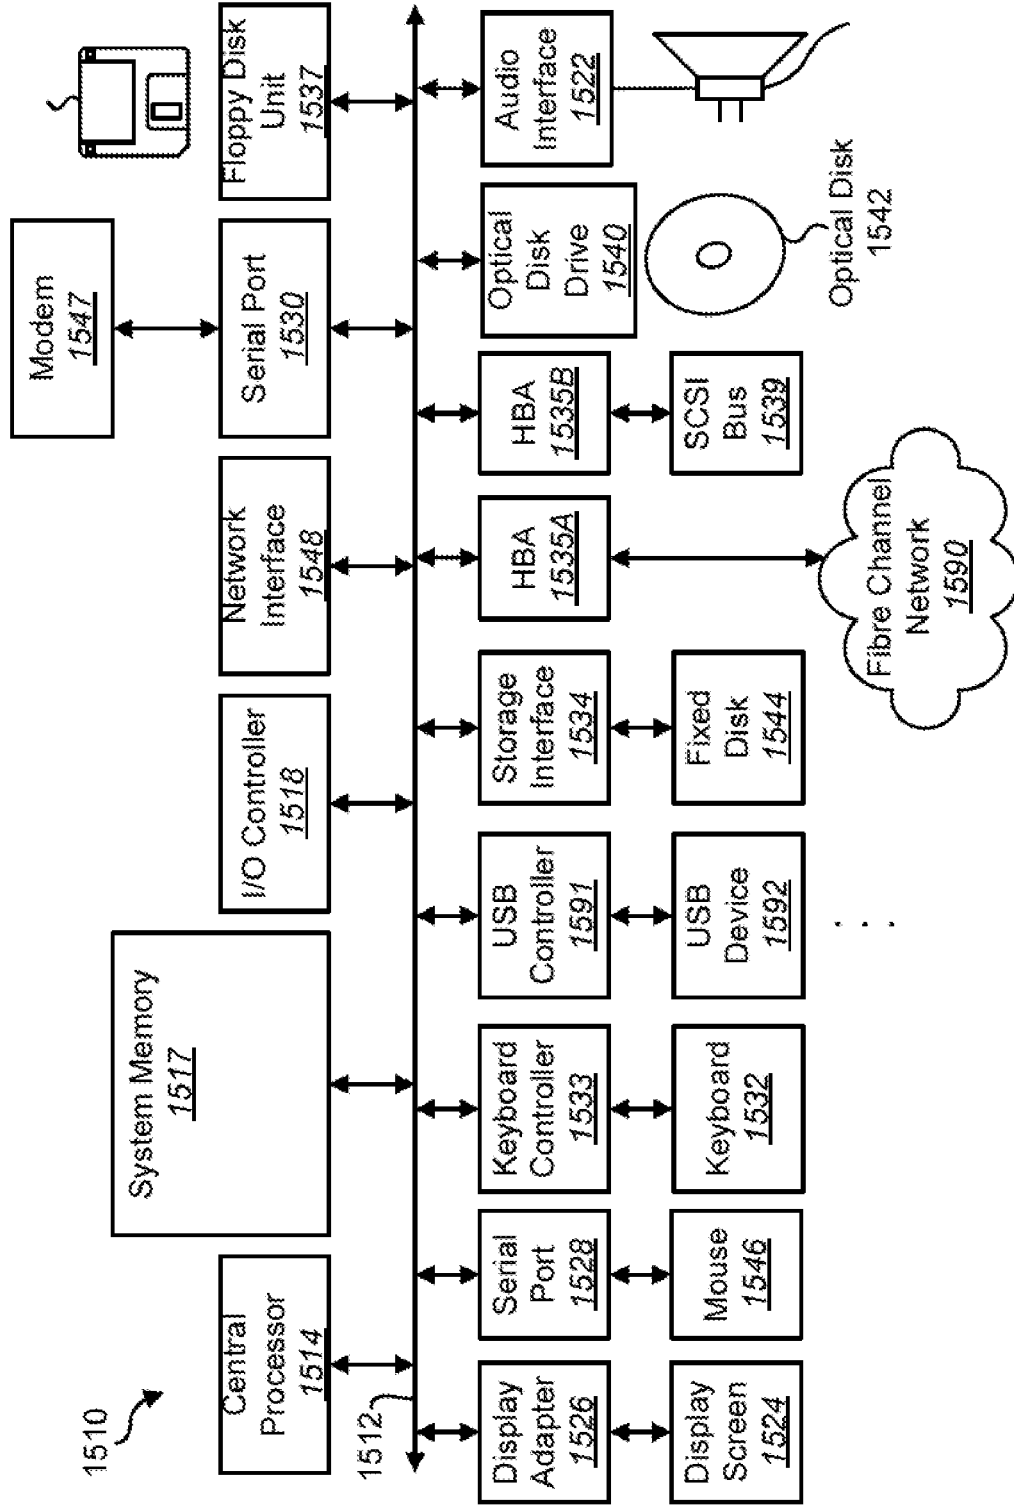 1510
Central
Processor
1514
System Memory
1517
I/O Controller
1518
Network
Interface
1548
Modem
1547
Serial Port
1530
Floppy Disk
Unit
1537
1512
Display
Adapter
1526
Serial
Port
1528
Keyboard
Controller
1533
USB
Controller
1591
Storage
Interface
1534
HBA
1535A
HBA
1535B
Optical
Disk
Drive
1540
Audio
Interface
1522
Display
Screen
1524
Mouse
1546
Keyboard
1532
USB
Device
1592
. . .
Fixed
Disk
1544
Fibre Channel
Network
1590
SCSI
Bus
1539
Optical Disk
1542